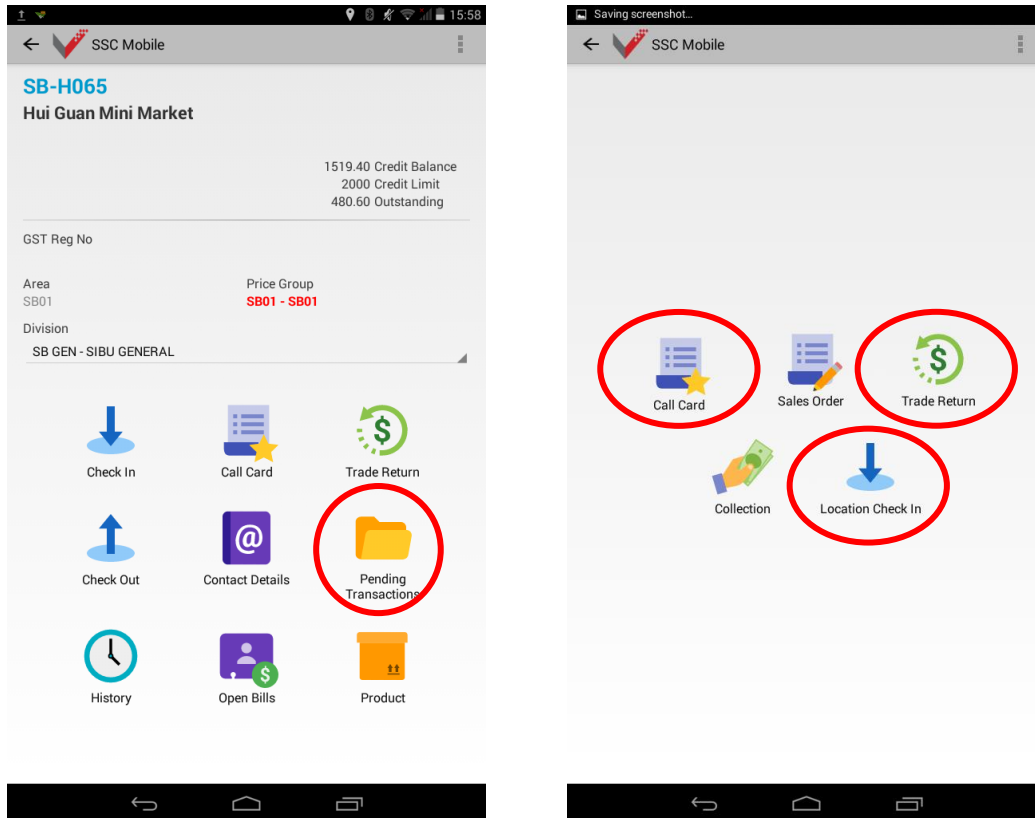 15:58
SSC Mobile
SB-H065
Hui Guan Mini Market
1519.40 Credit Balance
2000 Credit Limit
480.60 Outstanding
GST Reg No
Area Price Group
SB01 SB01 - SB01
Division
SB GEN - SIBU GENERAL
Check In Call Card Trade Return
Check Out Contact Details Pending
Transactions
History Open Bills Product
Saving screenshot...
SSC Mobile
Call Card Sales Order Trade Return
Collection Location Check In